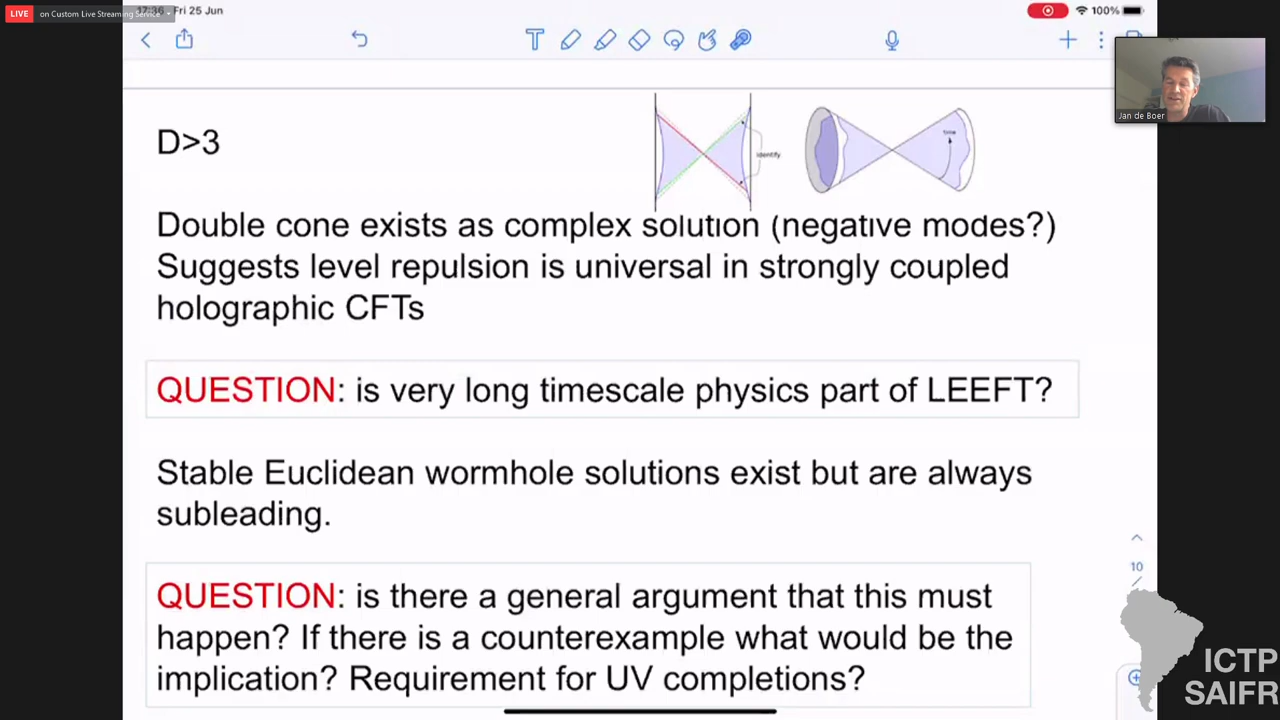 LIVE on Custom Live Streaming Service
17:36 Fri 25 Jun
100%
Jan de Boer
D>3
identify
time
Double cone exists as complex solution (negative modes?)
Suggests level repulsion is universal in strongly coupled
holographic CFTs
QUESTION: is very long timescale physics part of LEEFT?
Stable Euclidean wormhole solutions exist but are always
subleading.
QUESTION: is there a general argument that this must
happen? If there is a counterexample what would be the
implication? Requirement for UV completions?
10
ICTP
SAIFR